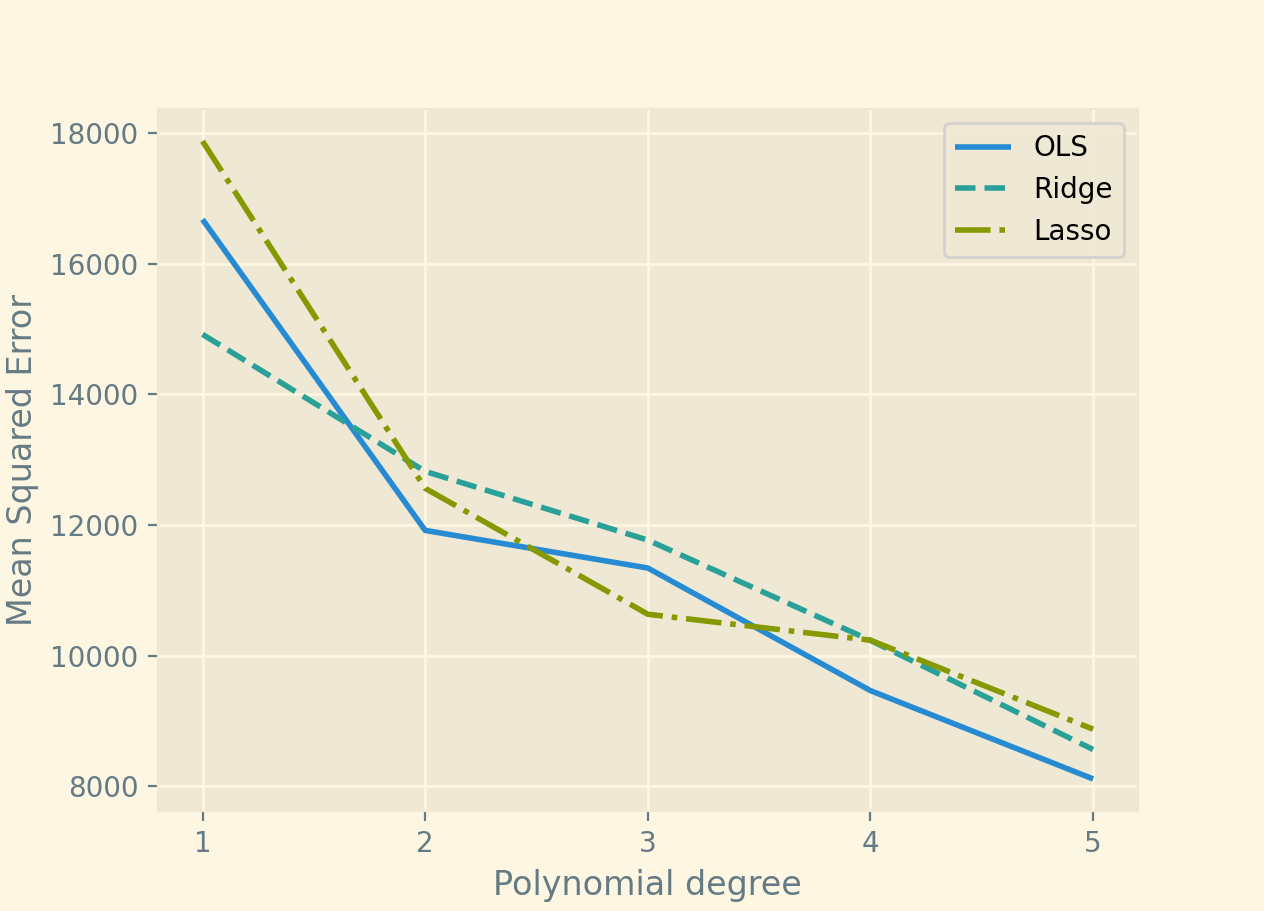 18000
16000
14000
12000
10000
8000
Mean Squared Error
OLS
Ridge
Lasso
1 2 3 4 5
Polynomial degree